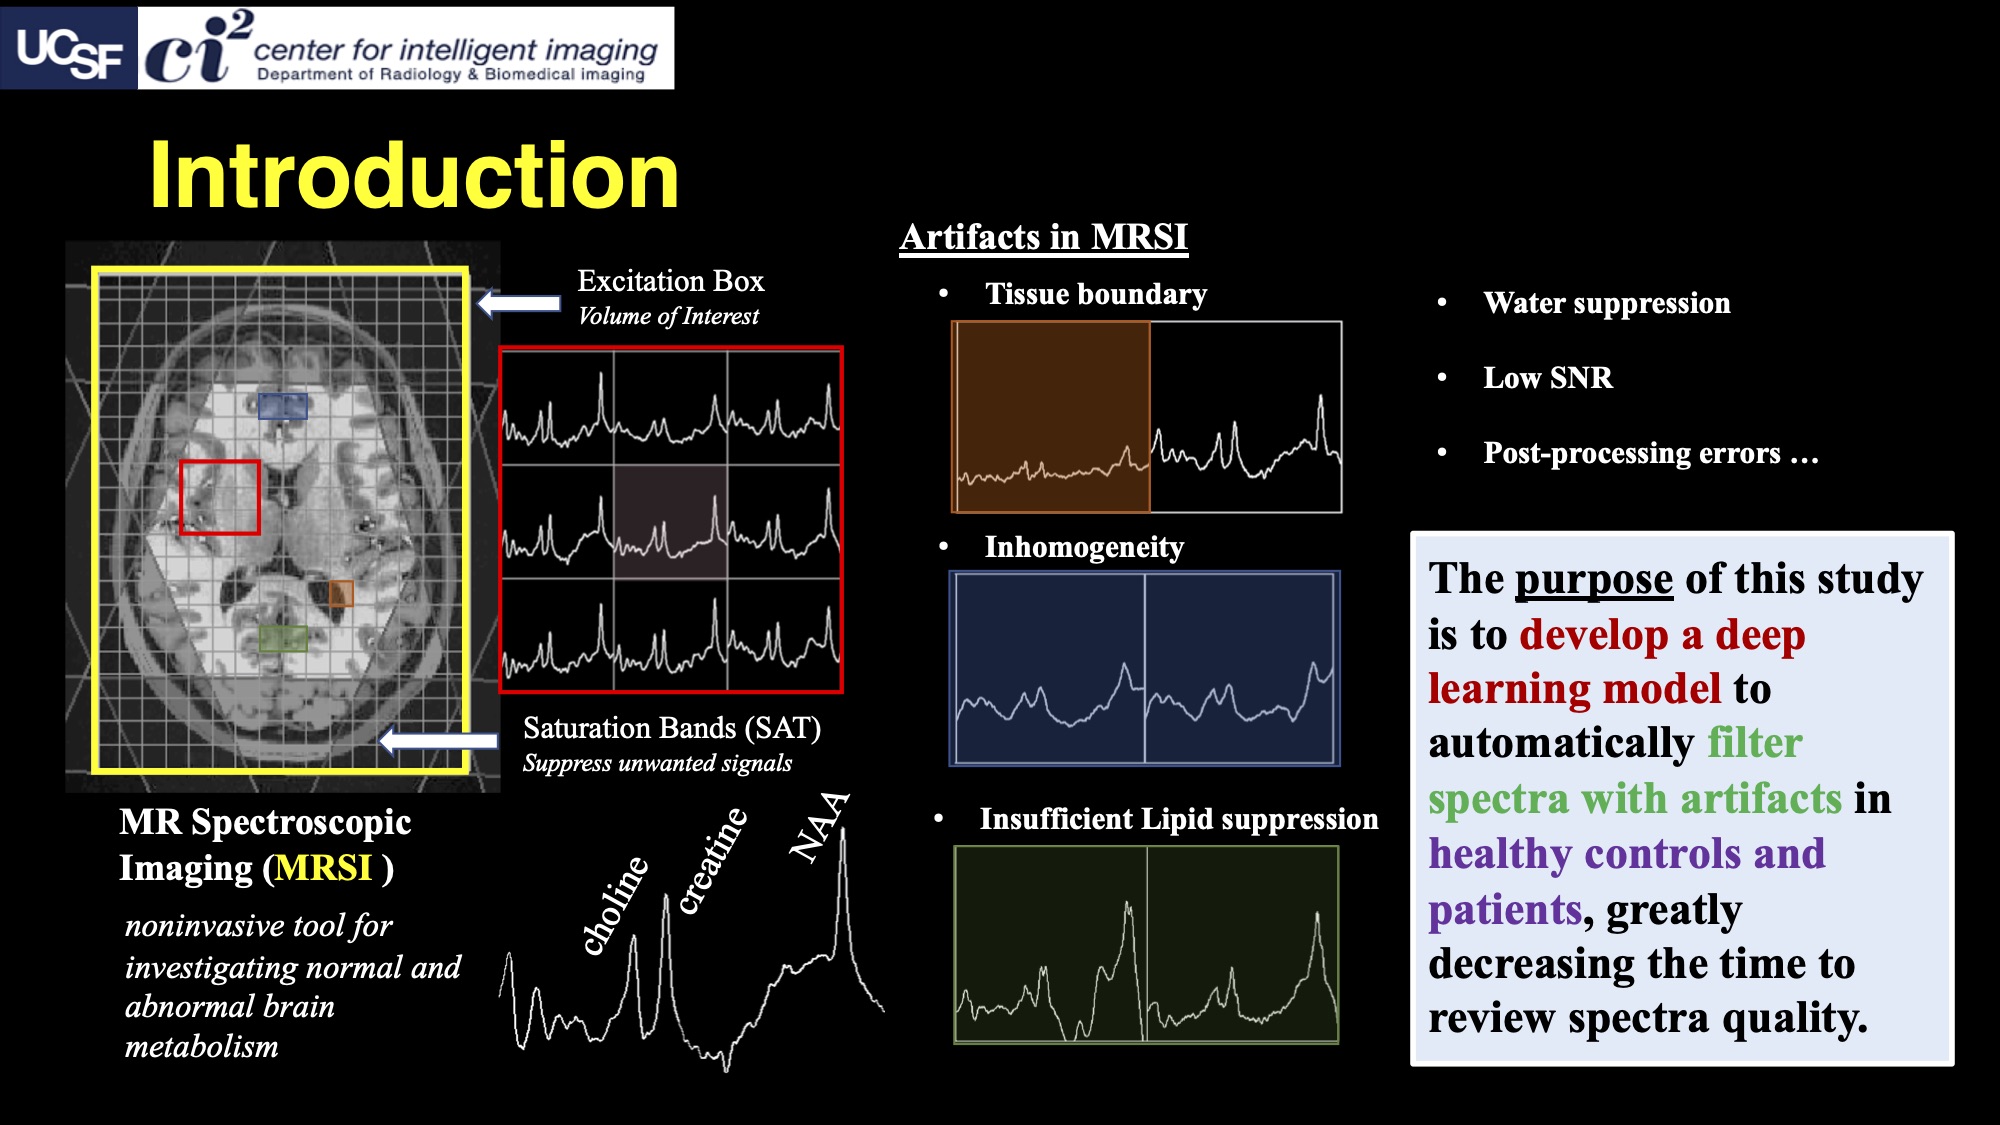 UCSF
ci2 center for intelligent imaging
Department of Radiology & Biomedical imaging
Introduction
Excitation Box
Volume of Interest
Saturation Bands (SAT)
Suppress unwanted signals
MR Spectroscopic
Imaging (MRSI )
noninvasive tool for
investigating normal and
abnormal brain
metabolism
choline
creatine
NAA
Artifacts in MRSI
• Tissue boundary
• Inhomogeneity
• Insufficient Lipid suppression
• Water suppression
• Low SNR
• Post-processing errors …
The purpose of this study
is to develop a deep
learning model to
automatically filter
spectra with artifacts in
healthy controls and
patients, greatly
decreasing the time to
review spectra quality.